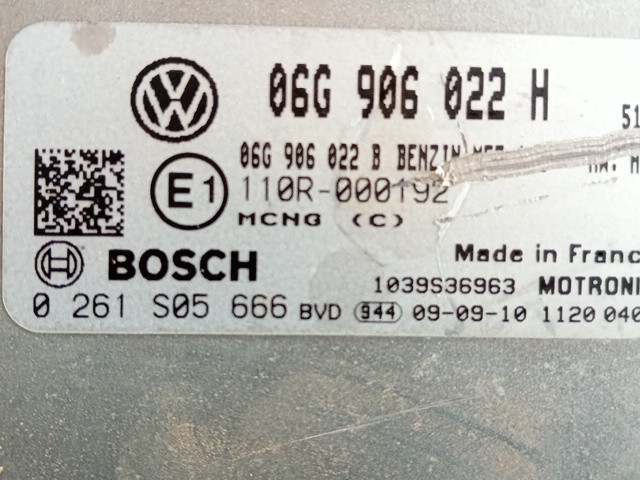 06G 906 022 H
51
06G 906 022 B BENZIN
E1
110R-000192
MCNG (C)
Made in Franc
BOSCH
1039S36963 MOTRONI
0 261 S05 666 BVD 944 09-09-10 1120 040